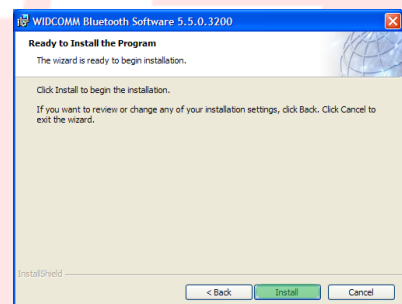 WIDCOMM Bluetooth Software 5.5.0.3200
Ready to Install the Program
The wizard is ready to begin installation.
Click Install to begin the installation.
If you want to review or change any of your installation settings, click Back. Click Cancel to
exit the wizard.
InstallShield
< Back
Install
Cancel